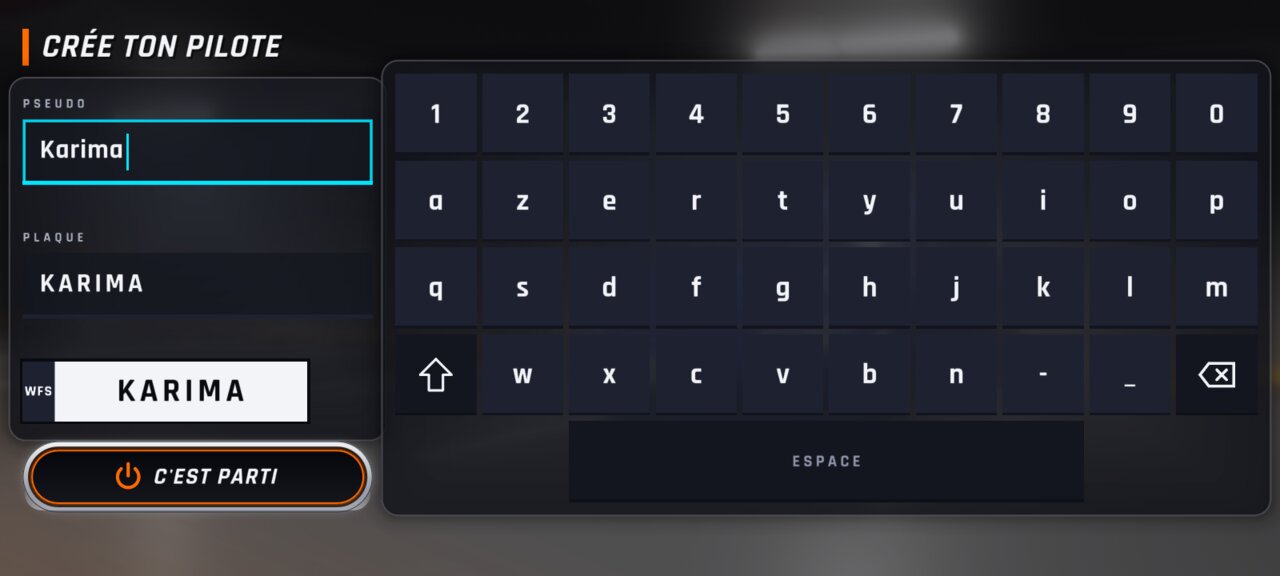 CRÉE TON PILOTE
PSEUDO
Karima
PLAQUE
KARIMA
WFS KARIMA
C'EST PARTI
1 2 3 4 5 6 7 8 9 0
a z e r t y u i o p
q s d f g h j k l m
w x c v b n - _
ESPACE